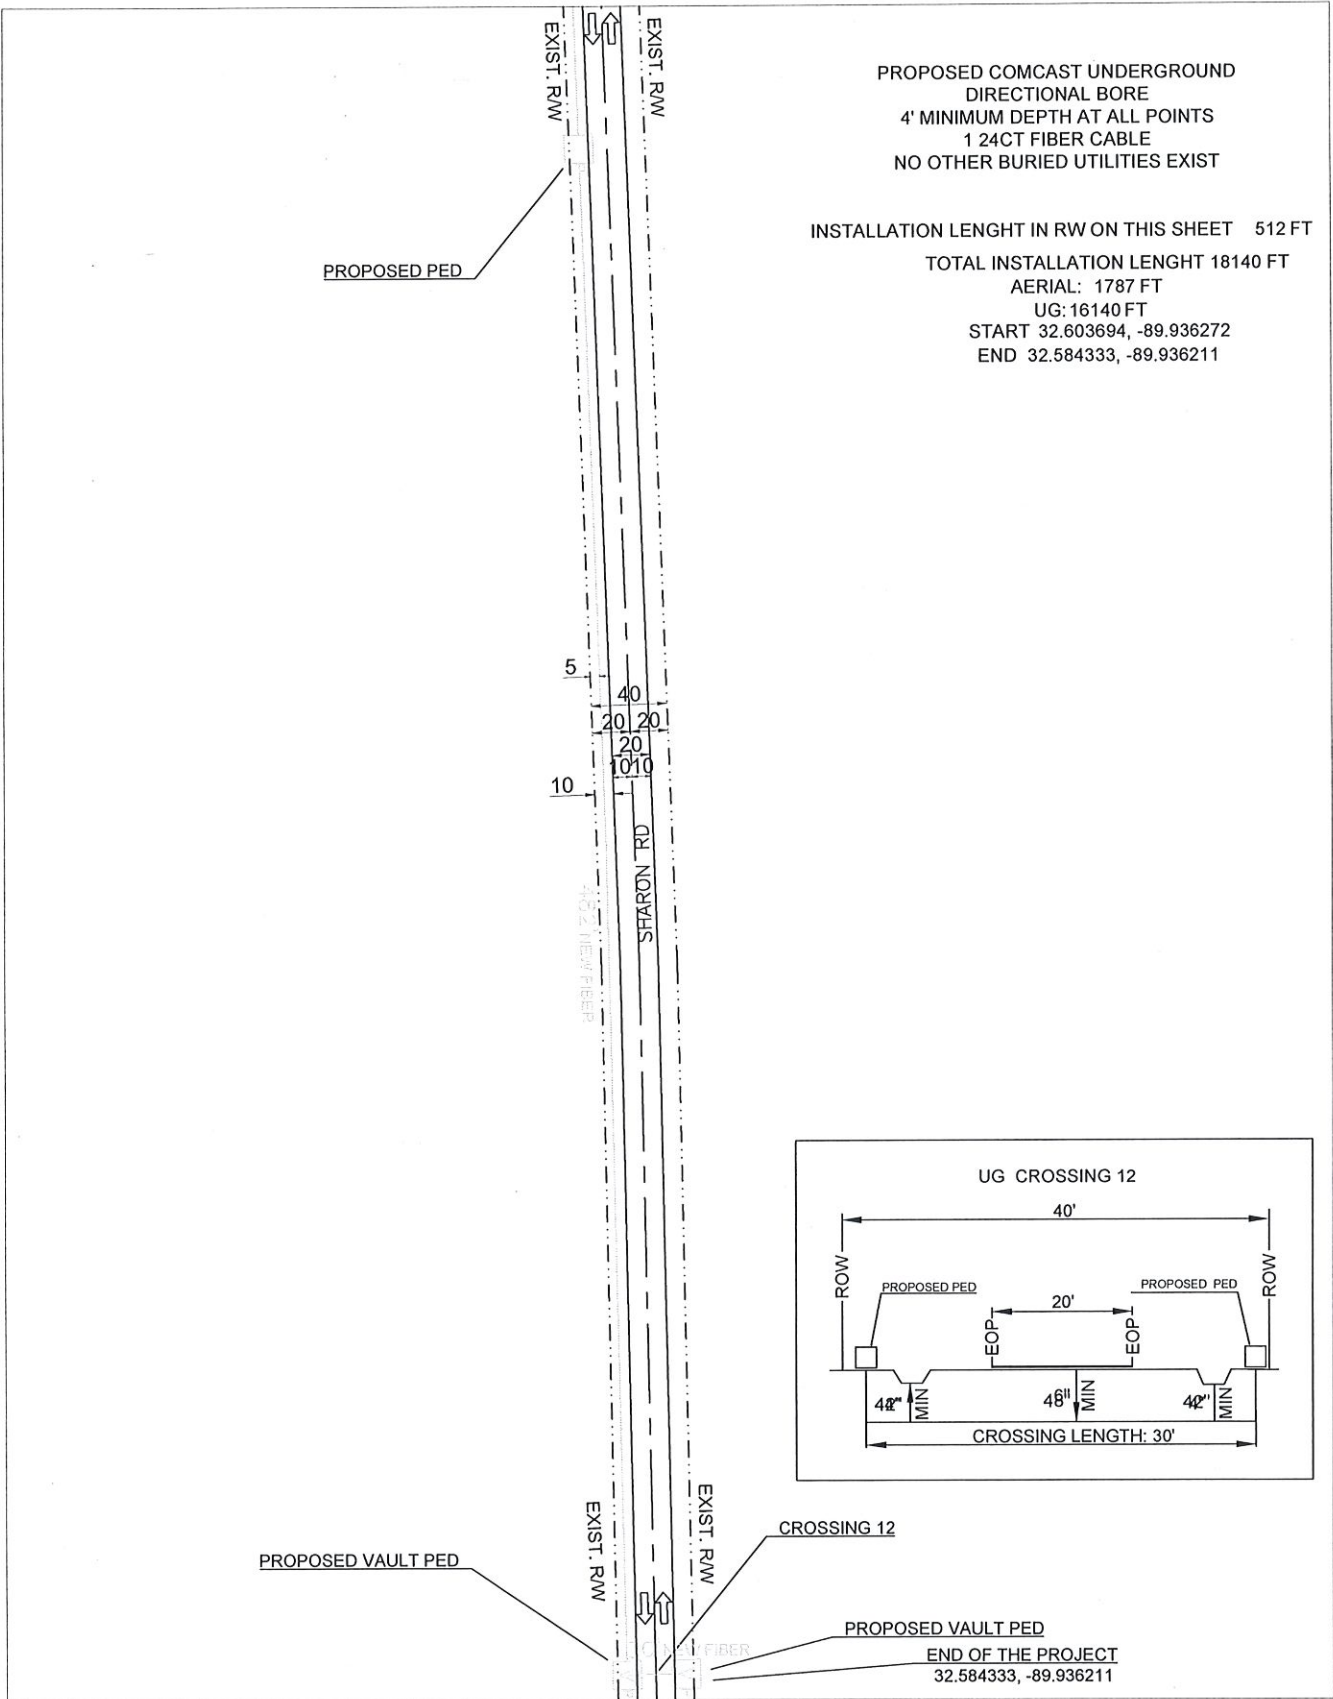 EXIST. R/W
EXIST. R/W
PROPOSED COMCAST UNDERGROUND
DIRECTIONAL BORE
4' MINIMUM DEPTH AT ALL POINTS
1 24CT FIBER CABLE
NO OTHER BURIED UTILITIES EXIST
INSTALLATION LENGHT IN RW ON THIS SHEET 512 FT
TOTAL INSTALLATION LENGHT 18140 FT
AERIAL: 1787 FT
UG: 16140 FT
START 32.603694, -89.936272
END 32.584333, -89.936211
PROPOSED PED
5
40
20 20
20
10 10
10
SHARON RD
482' NEW FIBER
UG CROSSING 12
40'
ROW
ROW
PROPOSED PED
PROPOSED PED
20'
EOP
EOP
MIN
MIN
MIN
CROSSING LENGTH: 30'
EXIST. R/W
EXIST. R/W
CROSSING 12
PROPOSED VAULT PED
NEW FIBER
PROPOSED VAULT PED
END OF THE PROJECT
32.584333, -89.936211